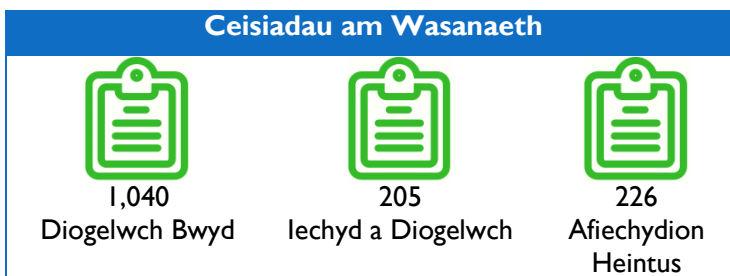 Ceisiadau am Wasanaeth
1,040
Diogelwch Bwyd
205
Iechyd a Diogelwch
226
Afiechydion
Heintus